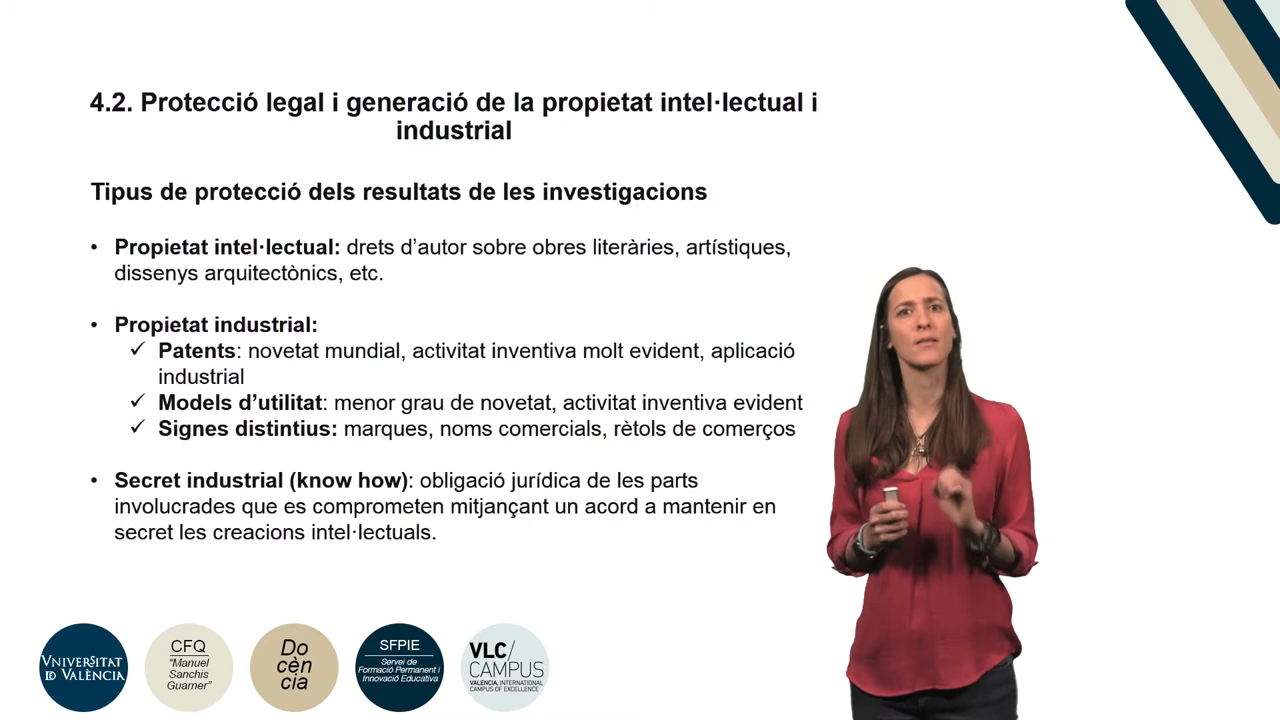 4.2. Protecció legal i generació de la propietat intel·lectual i
industrial
Tipus de protecció dels resultats de les investigacions
• Propietat intel·lectual: drets d’autor sobre obres literàries, artístiques,
dissenys arquitectònics, etc.
• Propietat industrial:
✓ Patents: novetat mundial, activitat inventiva molt evident, aplicació
industrial
✓ Models d’utilitat: menor grau de novetat, activitat inventiva evident
✓ Signes distintius: marques, noms comercials, rètols de comerços
• Secret industrial (know how): obligació jurídica de les parts
involucrades que es comprometen mitjançant un acord a mantenir en
secret les creacions intel·lectuals.
VNIVERSITAT
ID VALÈNCIA
CFQ
“Manuel
Sanchis
Guarner”
Do
cèn
cia
SFPIE
Servei de
Formació Permanent i
Innovació Educativa
VLC/
CAMPUS
VALENCIA, INTERNATIONAL
CAMPUS OF EXCELLENCE